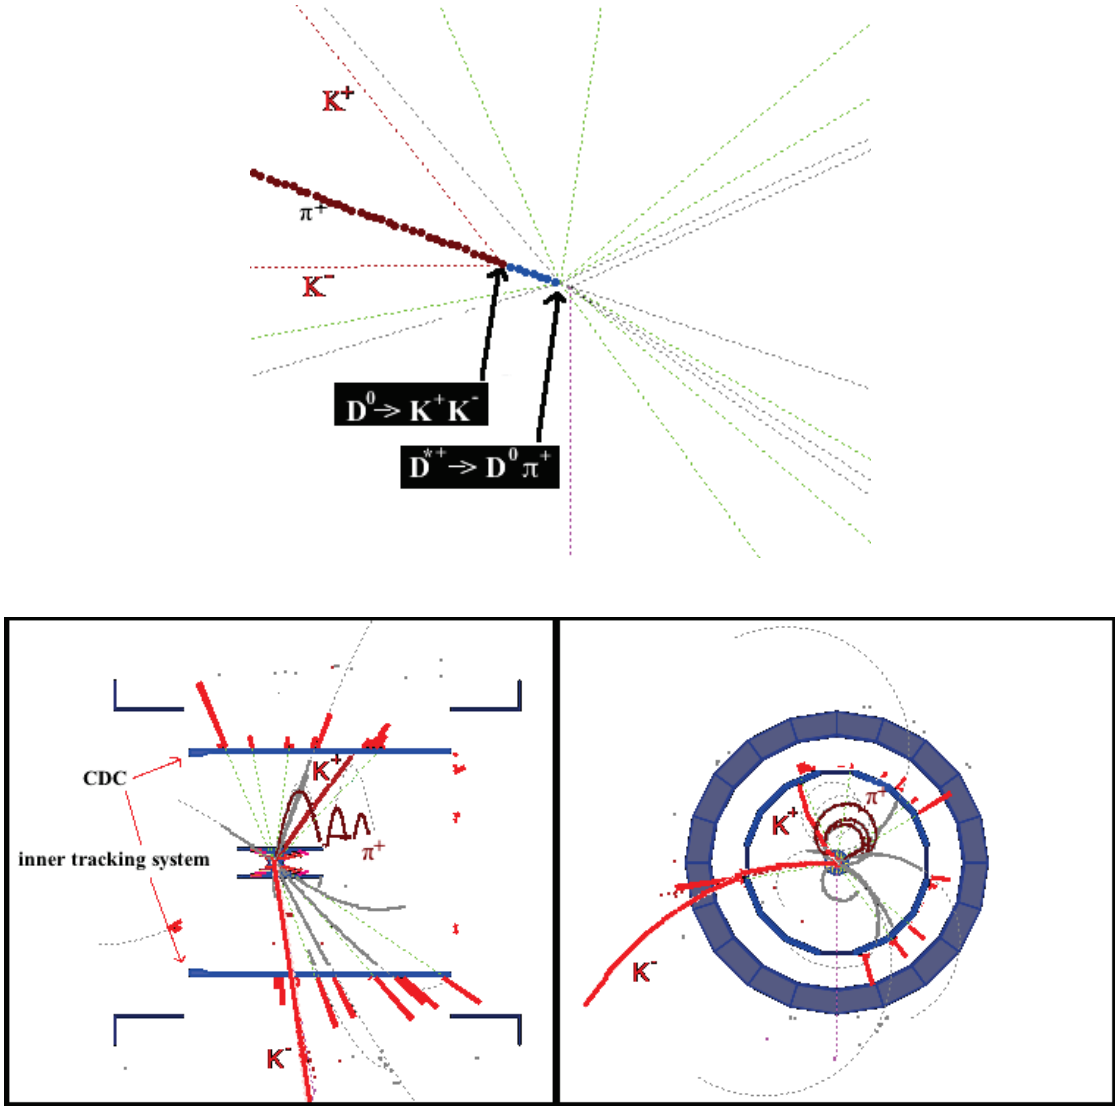 K⁺
π⁺
K⁻
D⁰-> K⁺K⁻
D*⁺-> D⁰π⁺
CDC
inner tracking system
K⁺
π⁺
K⁻
π⁺
K⁺
K⁻